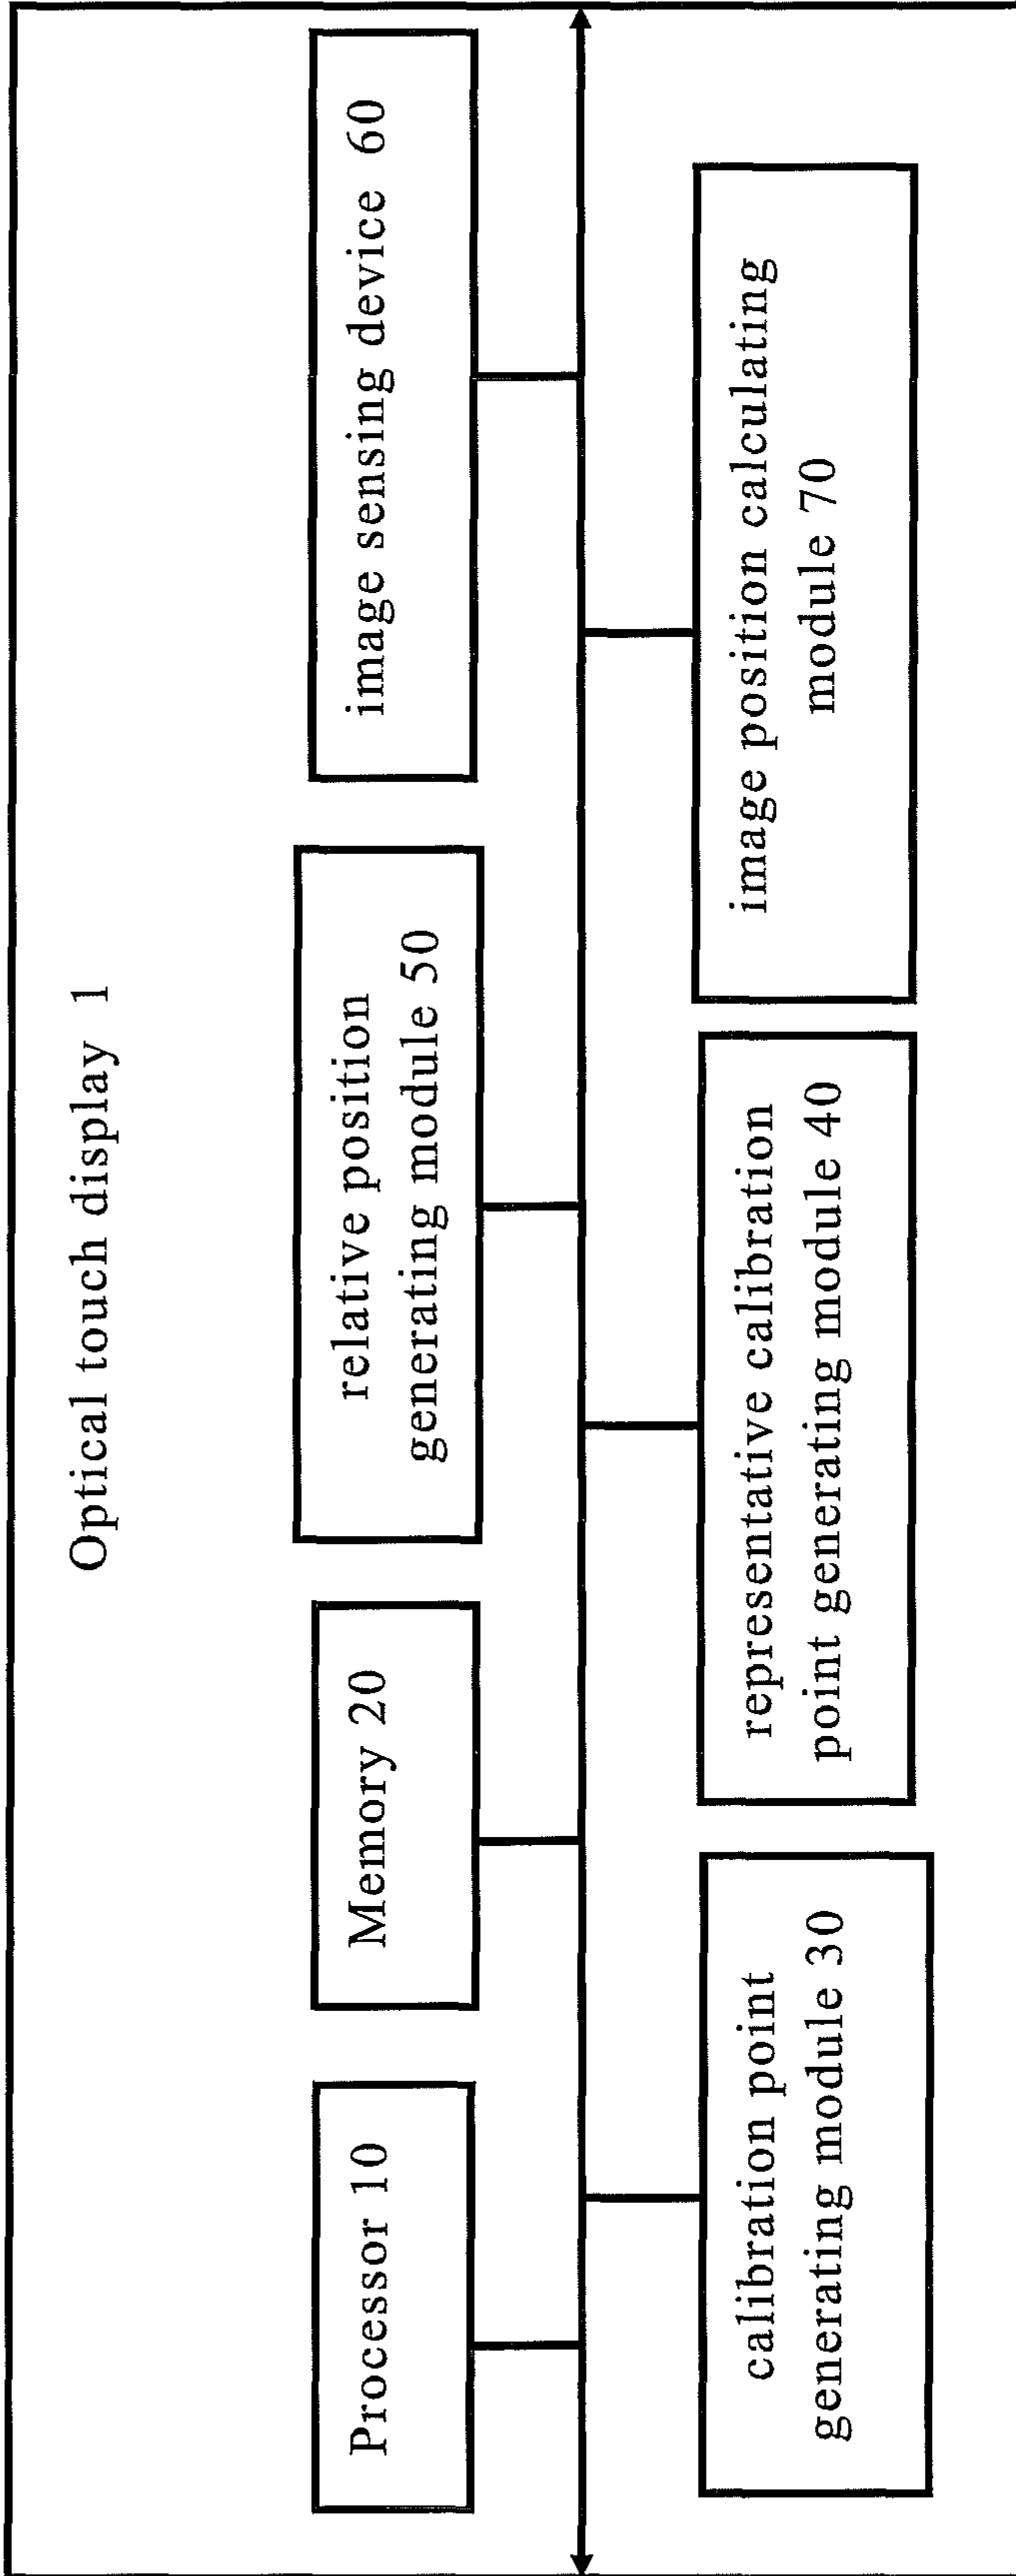 Optical touch display 1
Processor 10
Memory 20
relative position
generating module 50
image sensing device 60
calibration point
generating module 30
representative calibration
point generating module 40
image position calculating
module 70